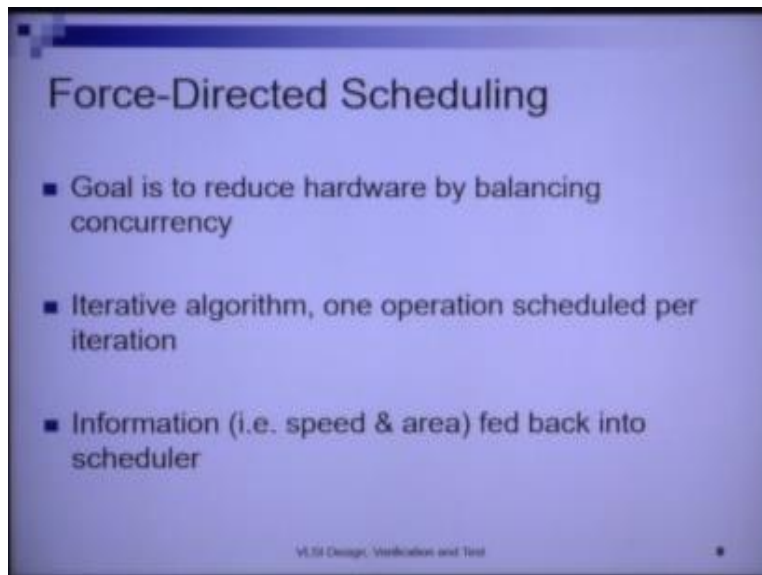 Force-Directed Scheduling
Goal is to reduce hardware by balancing
concurrency
Iterative algorithm, one operation scheduled per
iteration
Information (i.e. speed & area) fed back into
scheduler
VLSI Design, Verification and Test